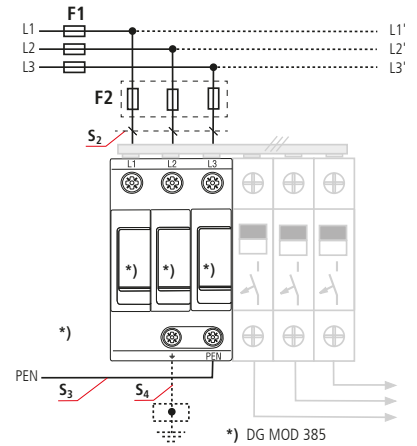 F1
L1 L1'
L2 L2'
L3 L3'
F2
S2
L1 L2 L3
*) *) *)
*)
PEN
PEN
S3 S4
*) DG MOD 385